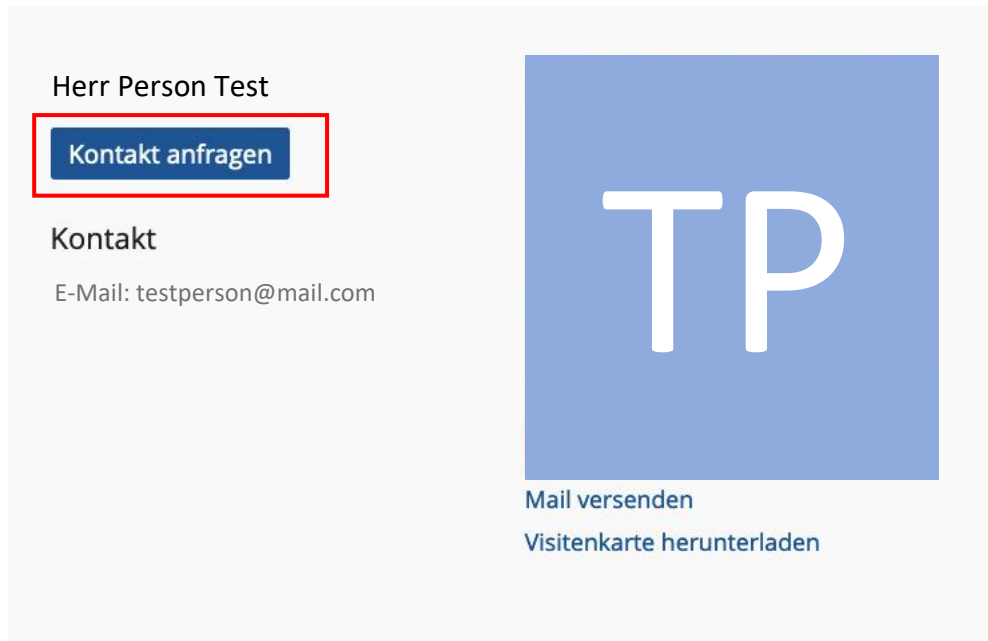 Herr Person Test
Kontakt anfragen
Kontakt
E-Mail: testperson@mail.com
TP
Mail versenden
Visitenkarte herunterladen